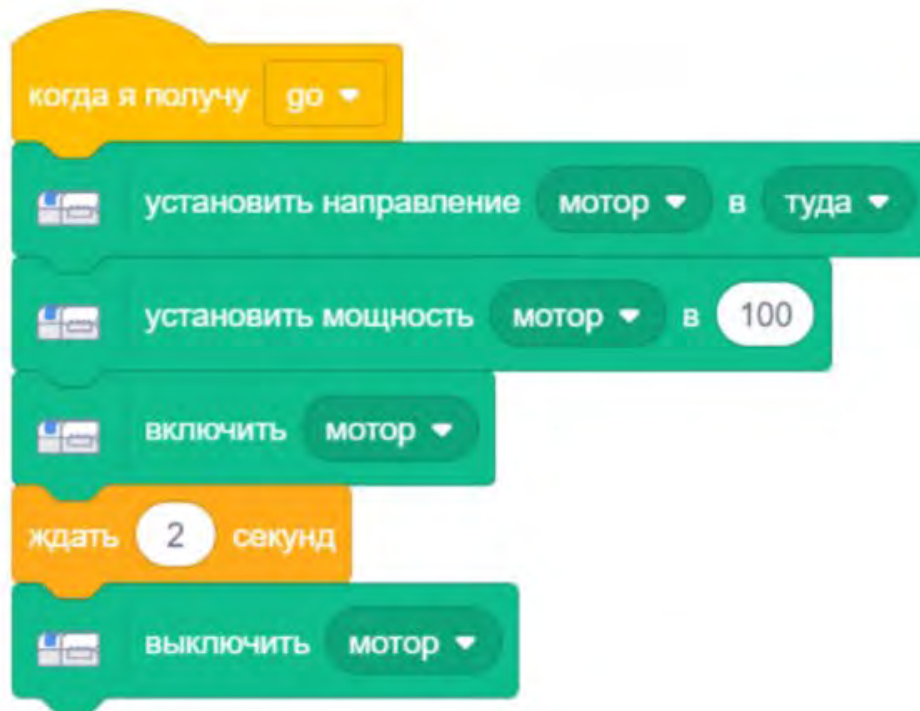 когда я получу go
установить направление мотор в туда
установить мощность мотор в 100
включить мотор
ждать 2 секунд
выключить мотор